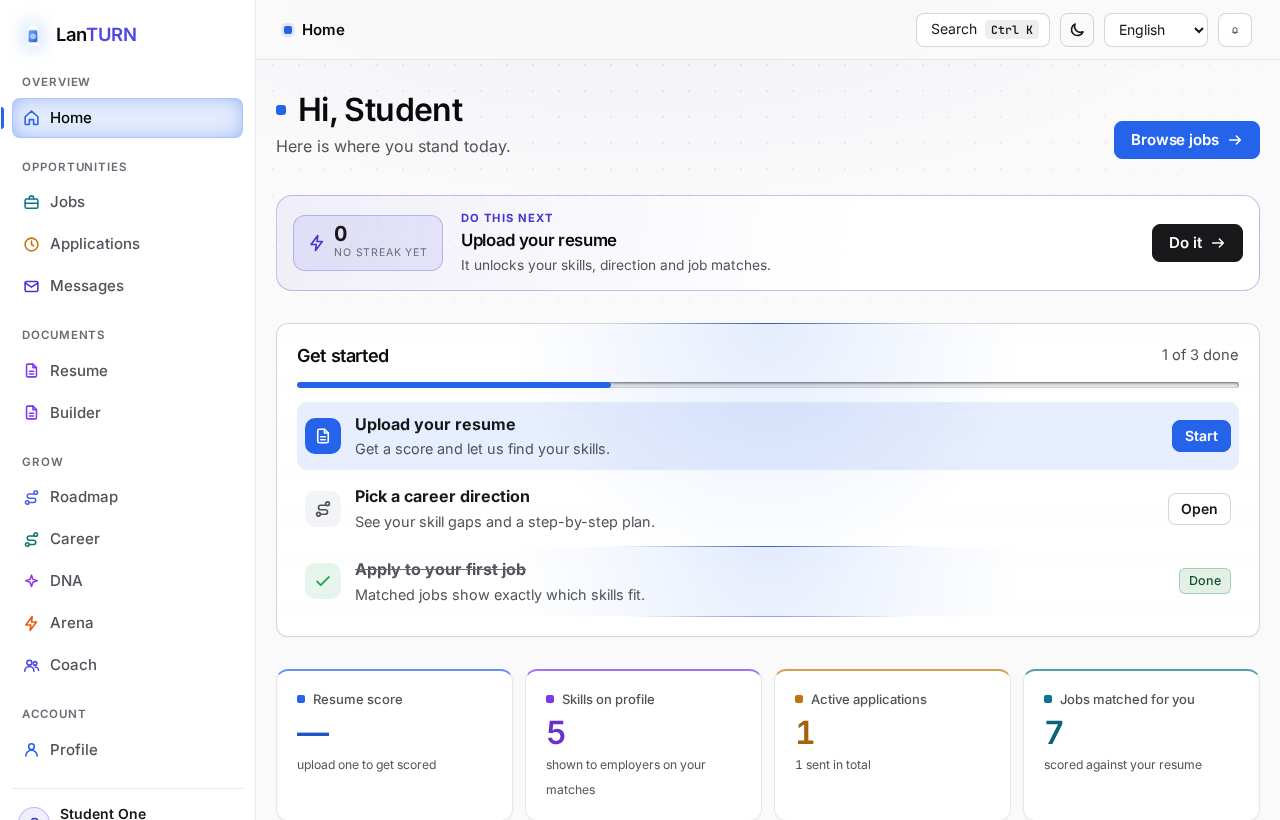 LanTURN
OVERVIEW
Home
OPPORTUNITIES
Jobs
Applications
Messages
DOCUMENTS
Resume
Builder
GROW
Roadmap
Career
DNA
Arena
Coach
ACCOUNT
Profile
Student One
Home
Search Ctrl K
English
Hi, Student
Here is where you stand today.
Browse jobs
0
NO STREAK YET
DO THIS NEXT
Upload your resume
It unlocks your skills, direction and job matches.
Do it
Get started
1 of 3 done
Upload your resume
Get a score and let us find your skills.
Start
Pick a career direction
See your skill gaps and a step-by-step plan.
Open
Apply to your first job
Matched jobs show exactly which skills fit.
Done
Resume score
—
upload one to get scored
Skills on profile
5
shown to employers on your
matches
Active applications
1
1 sent in total
Jobs matched for you
7
scored against your resume